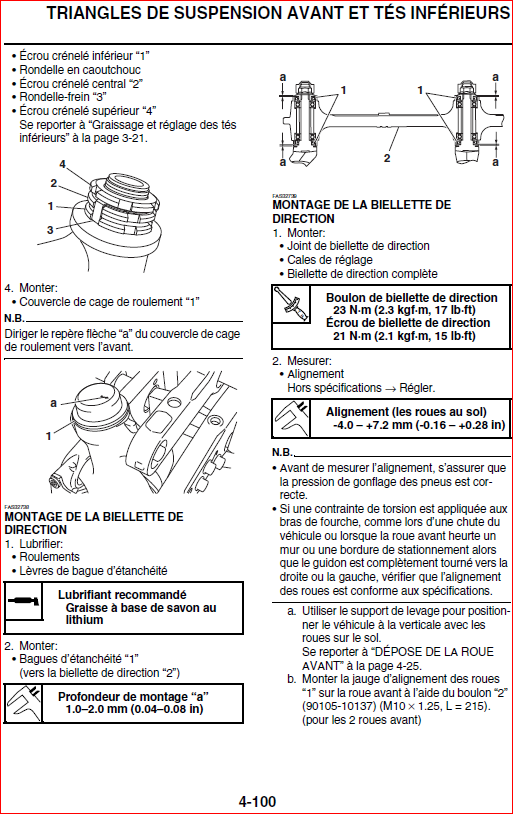 TRIANGLES DE SUSPENSION AVANT ET TÉS INFÉRIEURS
• Écrou crénelé inférieur “1”
• Rondelle en caoutchouc
• Écrou crénelé central “2”
• Rondelle-frein “3”
• Écrou crénelé supérieur “4”
Se reporter à “Graissage et réglage des tés
inférieurs” à la page 3-21.
4
2
1
3
4. Monter:
• Couvercle de cage de roulement “1”
N.B.
Diriger le repère flèche “a” du couvercle de cage
de roulement vers l’avant.
a
1
FAS32738
MONTAGE DE LA BIELLETTE DE
DIRECTION
1. Lubrifier:
• Roulements
• Lèvres de bague d’étanchéité
Lubrifiant recommandé
Graisse à base de savon au
lithium
2. Monter:
• Bagues d’étanchéité “1”
(vers la biellette de direction “2”)
Profondeur de montage “a”
1.0–2.0 mm (0.04–0.08 in)
a
1
1
a
a
2
a
FAS32739
MONTAGE DE LA BIELLETTE DE
DIRECTION
1. Monter:
• Joint de biellette de direction
• Cales de réglage
• Biellette de direction complète
Boulon de biellette de direction
23 N·m (2.3 kgf·m, 17 lb·ft)
Écrou de biellette de direction
21 N·m (2.1 kgf·m, 15 lb·ft)
2. Mesurer:
• Alignement
Hors spécifications → Régler.
Alignement (les roues au sol)
-4.0 – +7.2 mm (-0.16 – +0.28 in)
N.B.
• Avant de mesurer l’alignement, s’assurer que
la pression de gonflage des pneus est cor-
recte.
• Si une contrainte de torsion est appliquée aux
bras de fourche, comme lors d’une chute du
véhicule ou lorsque la roue avant heurte un
mur ou une bordure de stationnement alors
que le guidon est complètement tourné vers la
droite ou la gauche, vérifier que l’alignement
des roues est conforme aux spécifications.
a. Utiliser le support de levage pour position-
ner le véhicule à la verticale avec les
roues sur le sol.
Se reporter à “DÉPOSE DE LA ROUE
AVANT” à la page 4-25.
b. Monter la jauge d’alignement des roues
“1” sur la roue avant à l’aide du boulon “2”
(90105-10137) (M10 × 1.25, L = 215).
(pour les 2 roues avant)
4-100